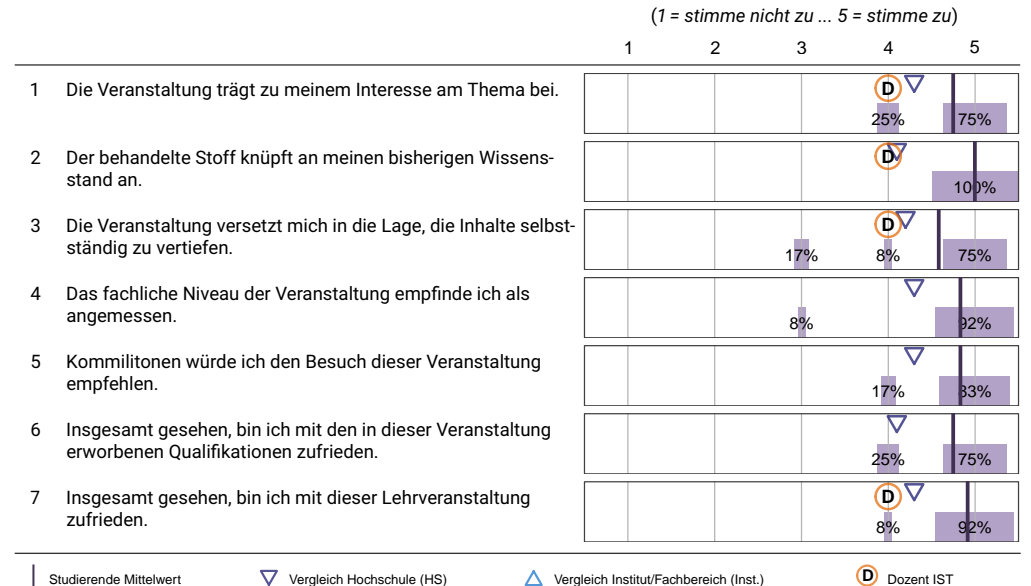 (1 = stimme nicht zu ... 5 = stimme zu)
1 2 3 4 5
1 Die Veranstaltung trägt zu meinem Interesse am Thema bei.
D
25% 75%
2 Der behandelte Stoff knüpft an meinen bisherigen Wissens-
stand an.
D
100%
3 Die Veranstaltung versetzt mich in die Lage, die Inhalte selbst-
ständig zu vertiefen.
D
17% 8% 75%
4 Das fachliche Niveau der Veranstaltung empfinde ich als
angemessen.
8% 92%
5 Kommilitonen würde ich den Besuch dieser Veranstaltung
empfehlen.
17% 83%
6 Insgesamt gesehen, bin ich mit den in dieser Veranstaltung
erworbenen Qualifikationen zufrieden.
25% 75%
7 Insgesamt gesehen, bin ich mit dieser Lehrveranstaltung
zufrieden.
D
8% 92%
Studierende Mittelwert Vergleich Hochschule (HS) Vergleich Institut/Fachbereich (Inst.) D Dozent IST